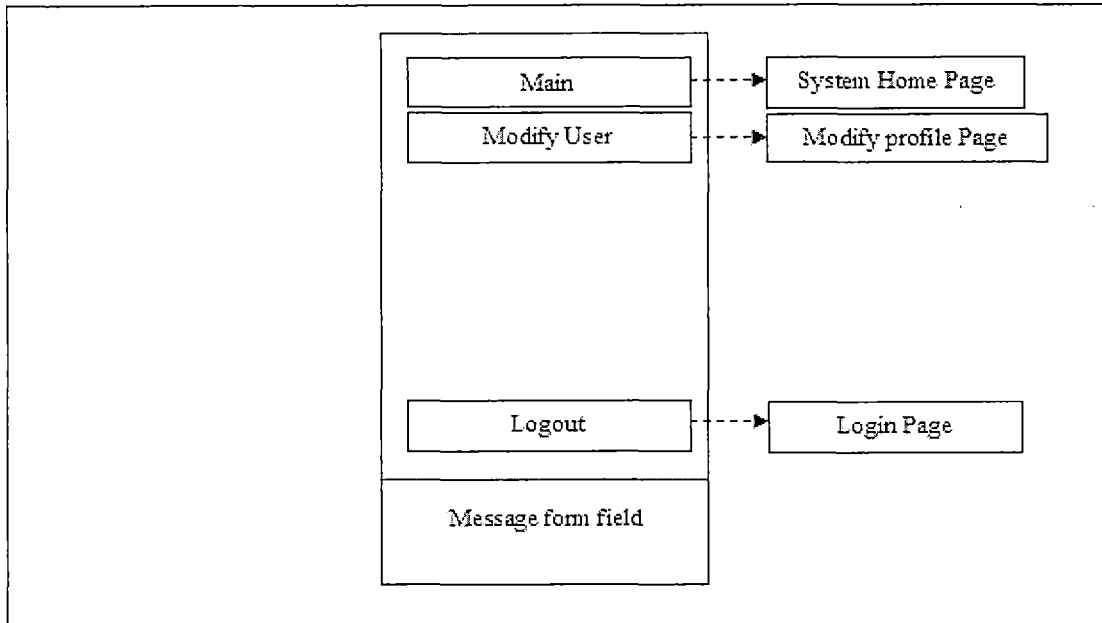 Main
System Home Page
Modify User
Modify profile Page
Logout
Login Page
Message form field